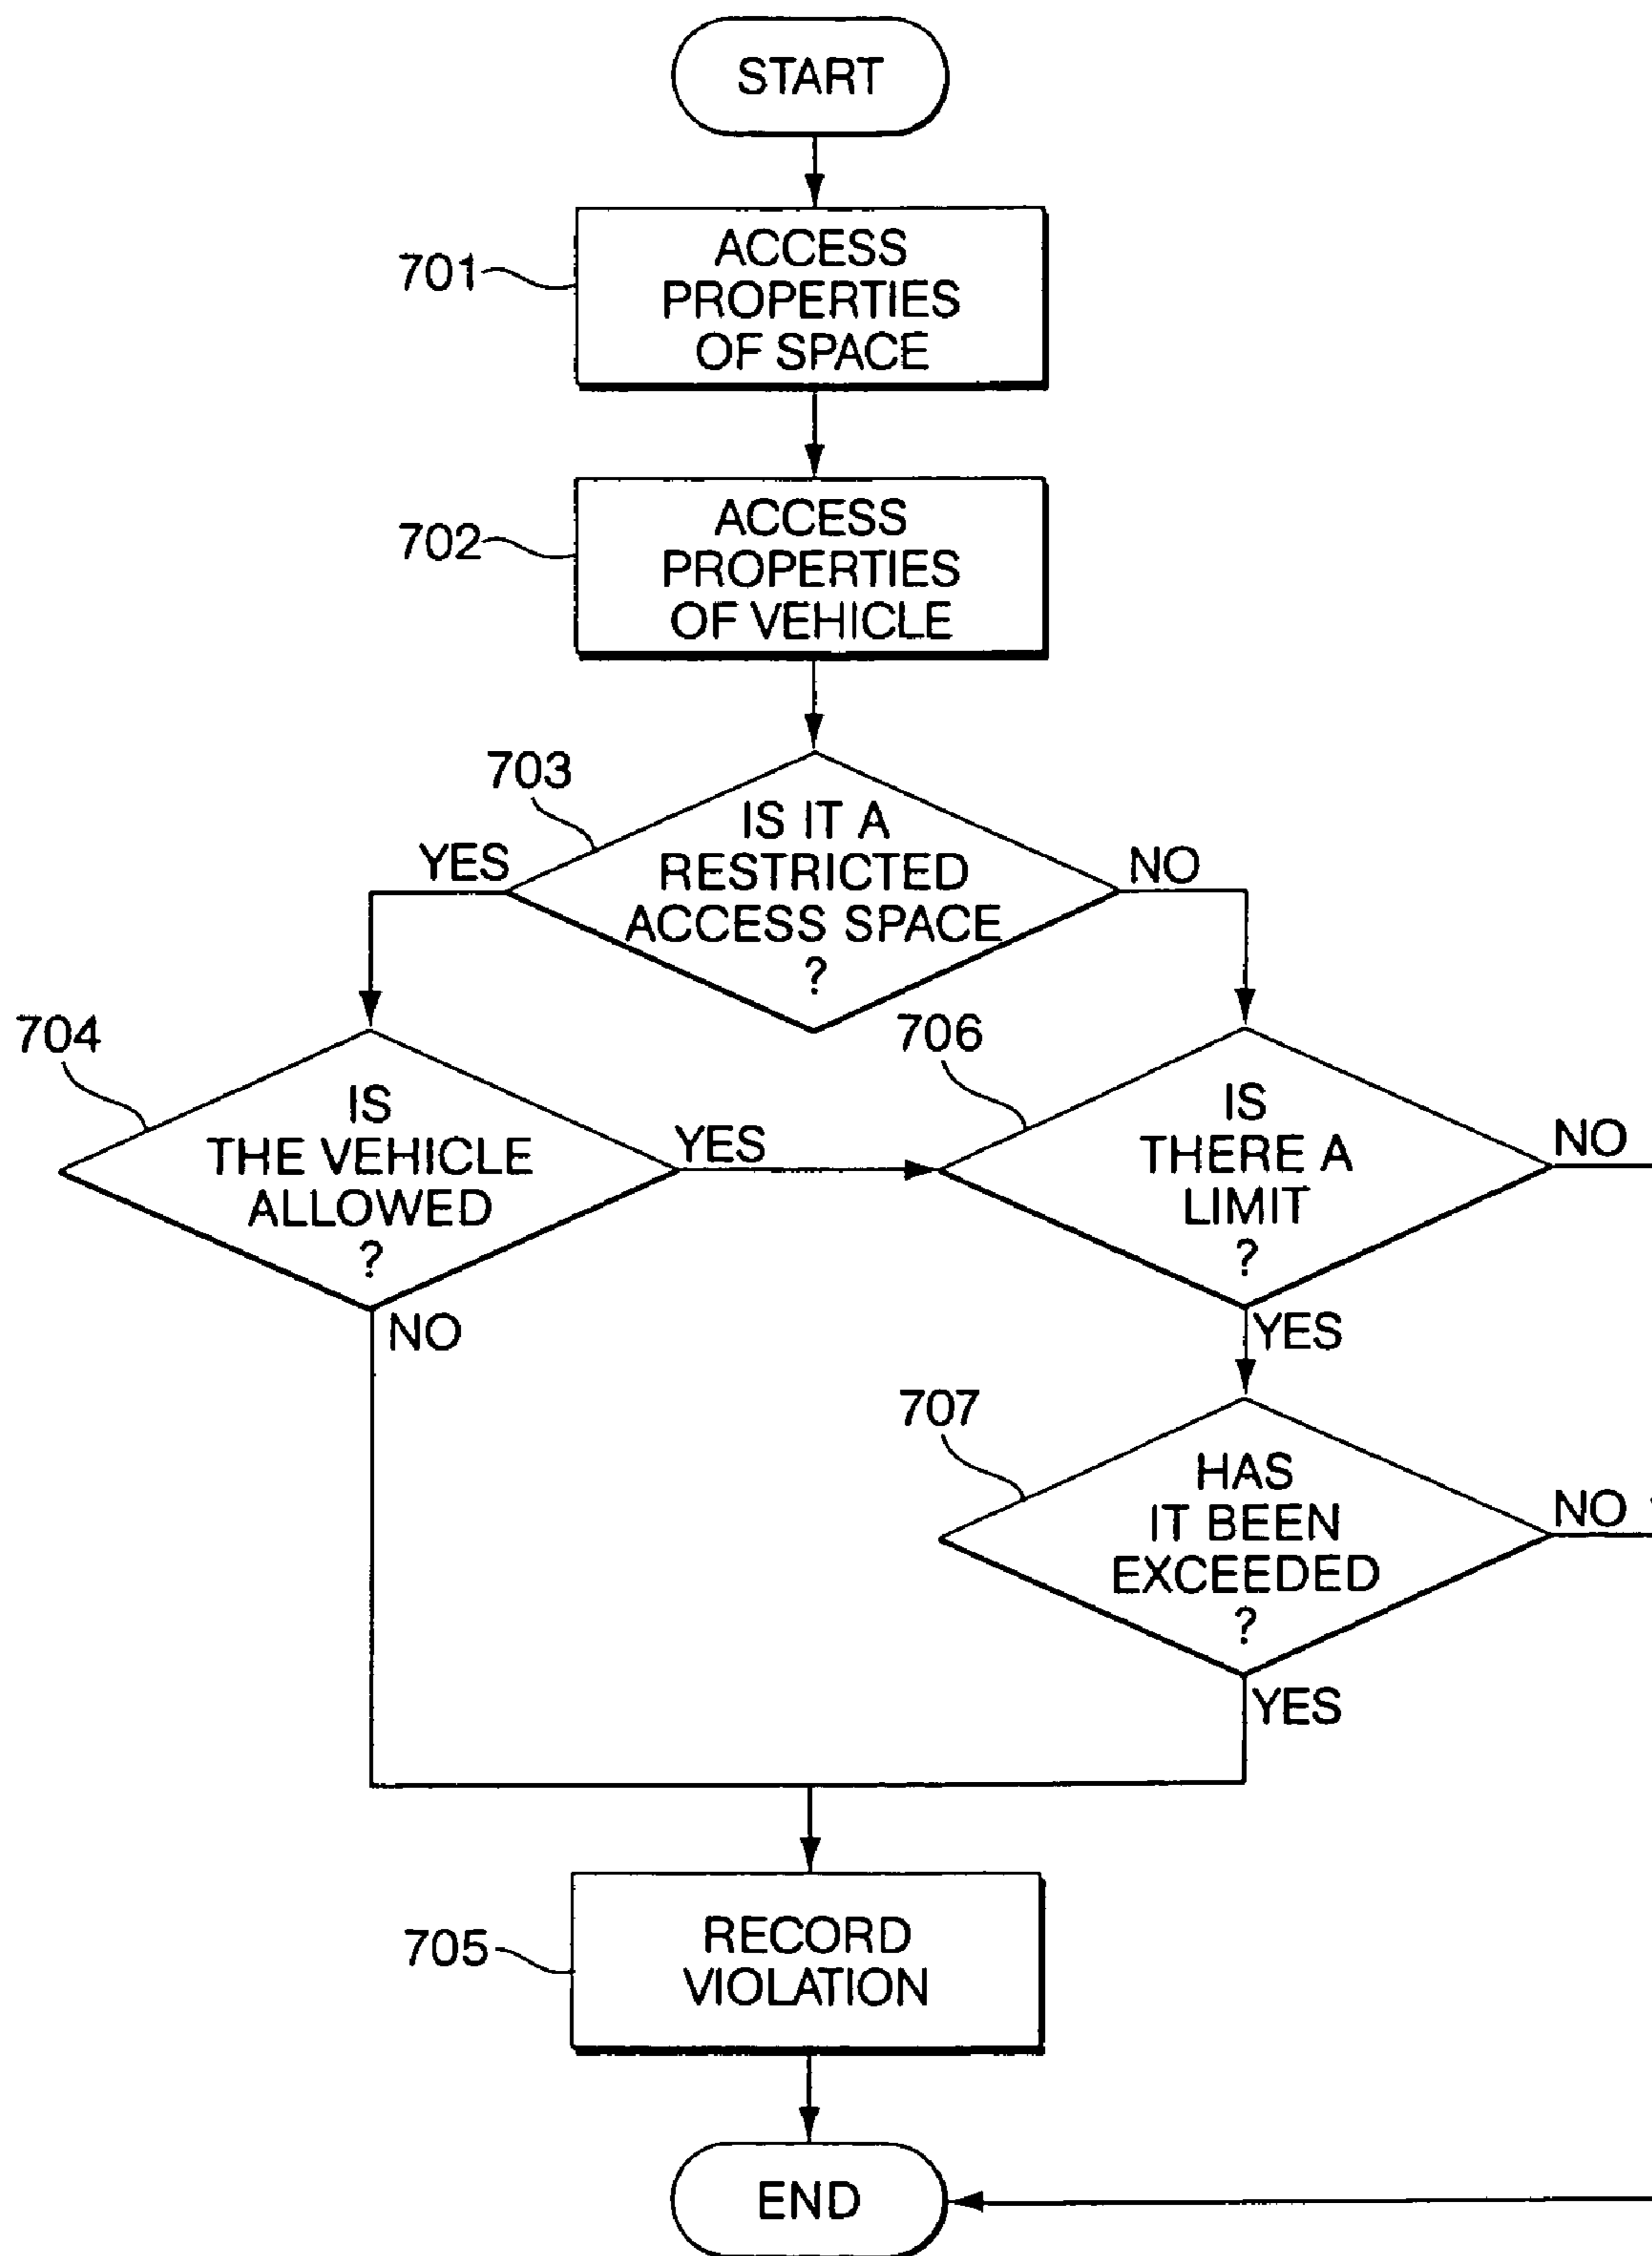 START
701
ACCESS
PROPERTIES
OF SPACE
702
ACCESS
PROPERTIES
OF VEHICLE
703
IS IT A
RESTRICTED
ACCESS SPACE
?
YES
NO
704
IS
THE VEHICLE
ALLOWED
?
YES
NO
706
IS
THERE A
LIMIT
?
NO
YES
707
HAS
IT BEEN
EXCEEDED
?
NO
YES
705
RECORD
VIOLATION
END